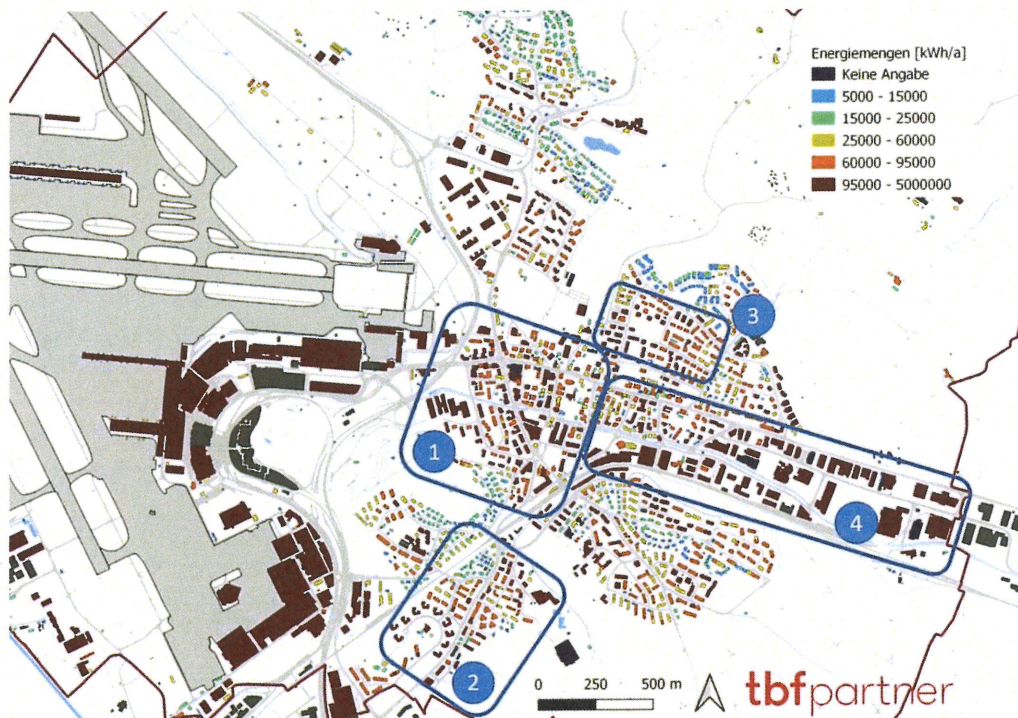 Energiemengen [kWh/a]
Keine Angabe
5000 - 15000
15000 - 25000
25000 - 60000
60000 - 95000
95000 - 5000000
3
1
4
2
0 250 500 m
tbfpartner